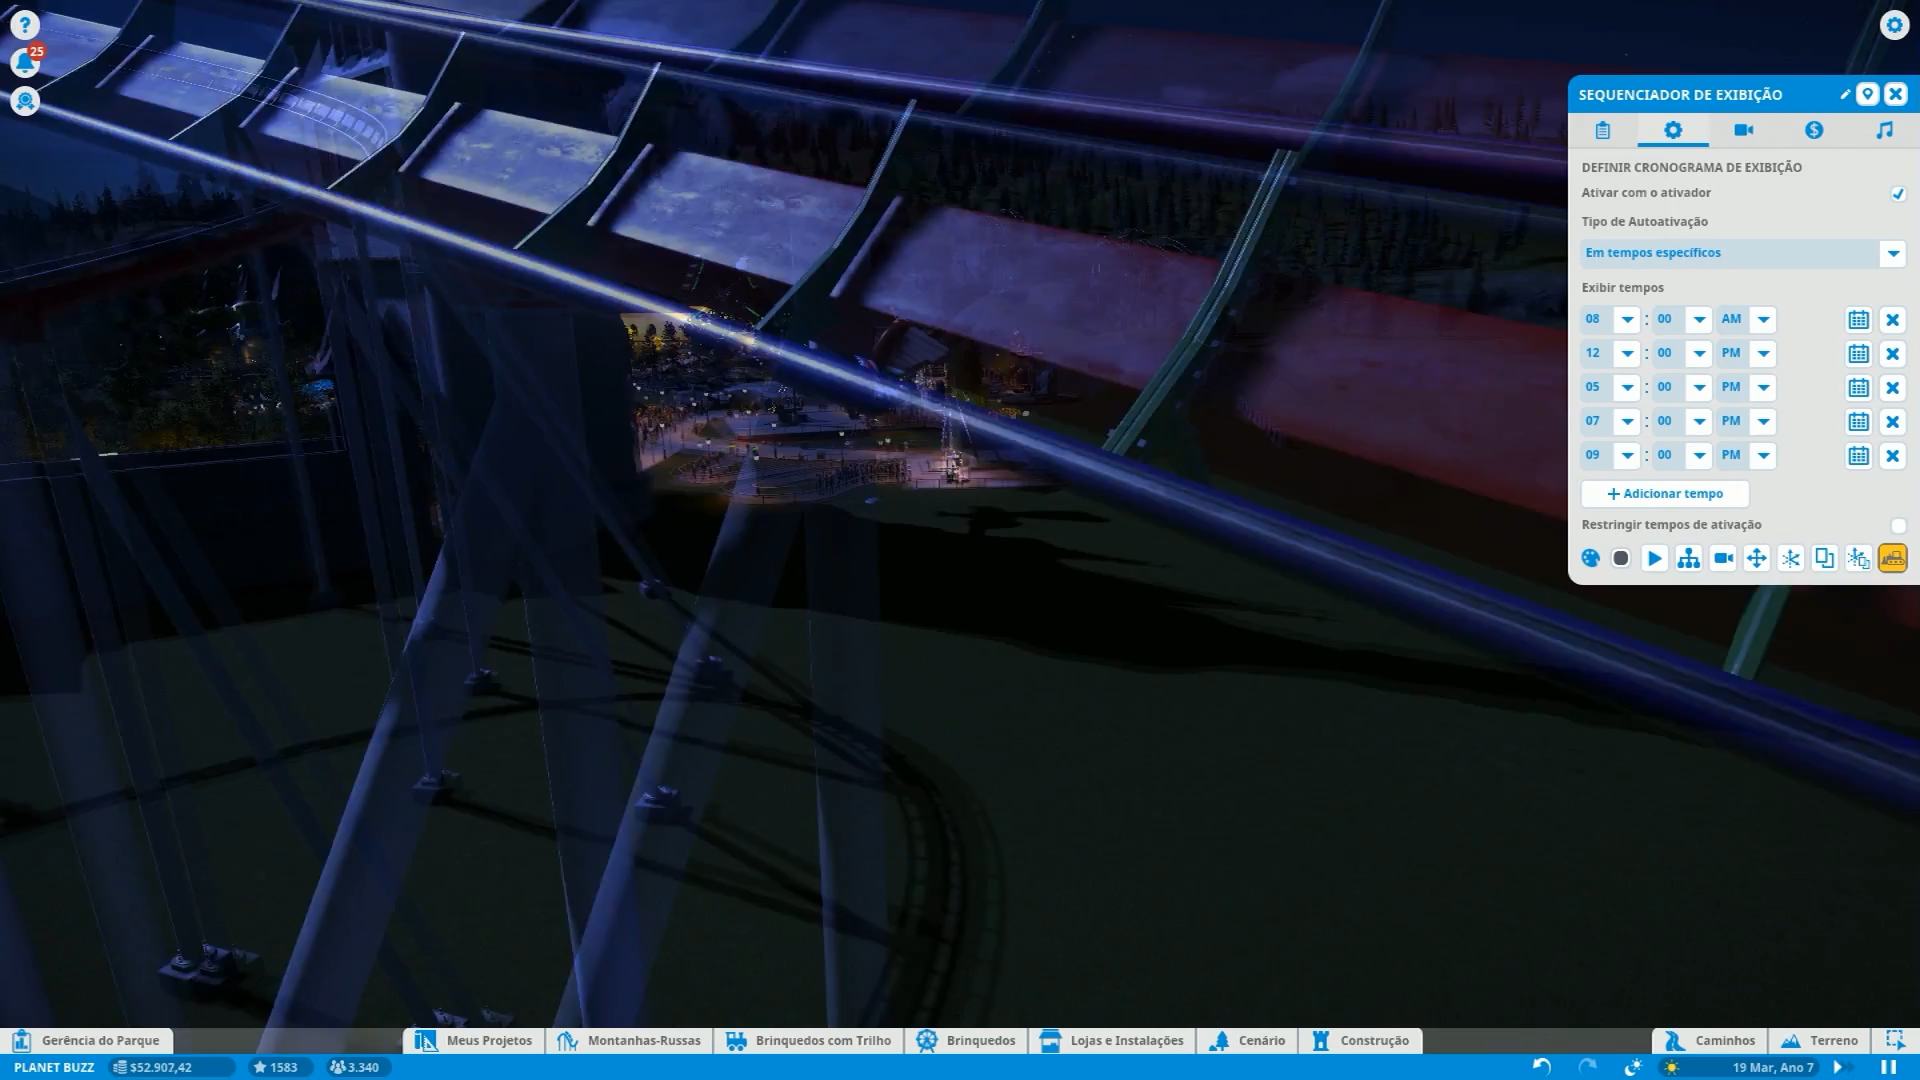 ?
25
SEQUENCIADOR DE EXIBIÇÃO
DEFINIR CRONOGRAMA DE EXIBIÇÃO
Ativar com o ativador
Tipo de Autoativação
Em tempos específicos
Exibir tempos
08 : 00 AM
12 : 00 PM
05 : 00 PM
07 : 00 PM
09 : 00 PM
+ Adicionar tempo
Restringir tempos de ativação
Gerência do Parque
Meus Projetos
Montanhas-Russas
Brinquedos com Trilho
Brinquedos
Lojas e Instalações
Cenário
Construção
Caminhos
Terreno
PLANET BUZZ
$52.907,42
1583
3.340
19 Mar, Ano 7